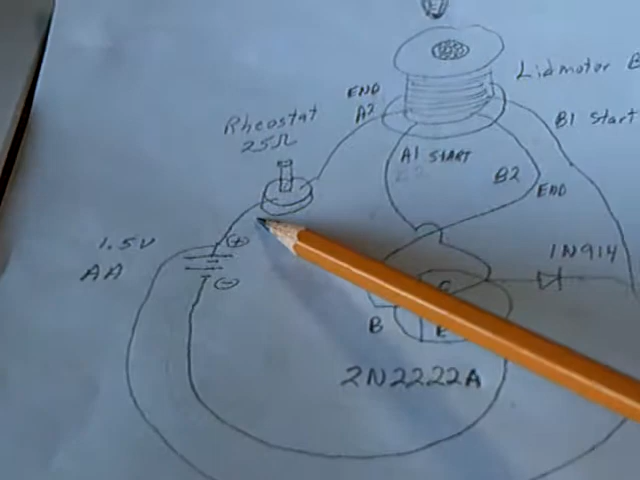 Lidmotor B
END
A2
B1 Start
Rheostat
25Ω
A1 START
B2
END
1.5V
AA
+
−
1N914
C
B
E
2N2222A